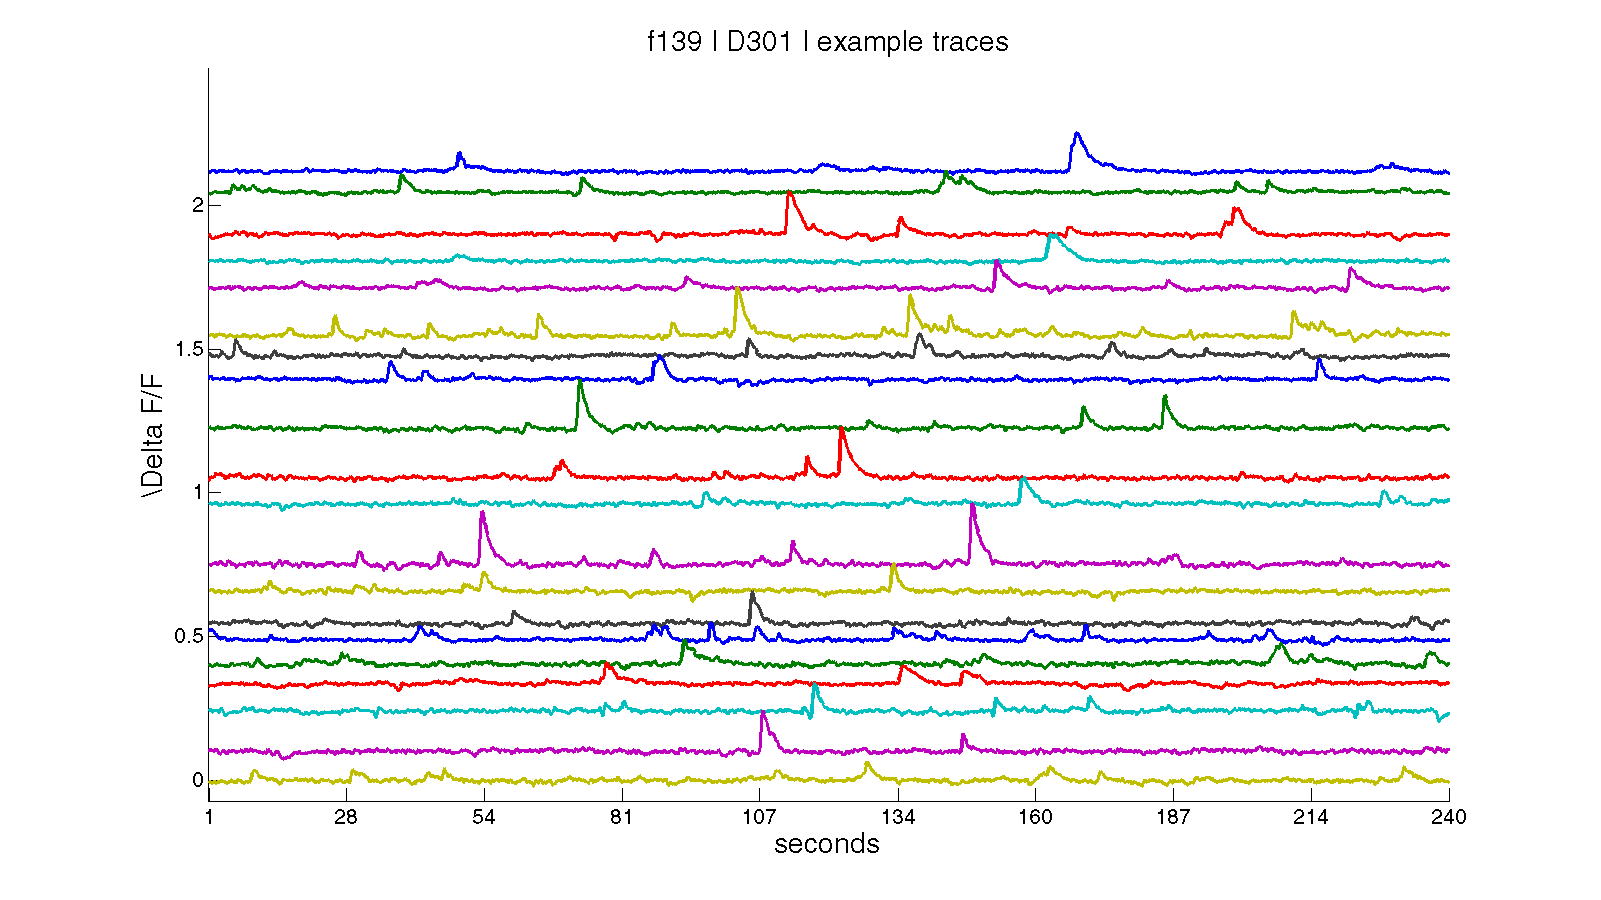 f139 | D301 | example traces
\Delta F/F
2
1.5
1
0.5
0
1 28 54 81 107 134 160 187 214 240
seconds